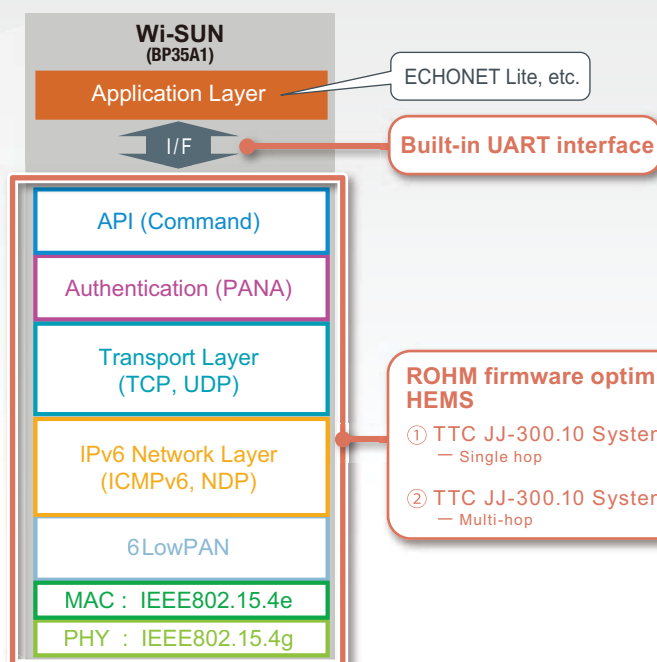 Wi-SUN
(BP35A1)
Application Layer
ECHONET Lite, etc.
I/F
Built-in UART interface
API (Command)
Authentication (PANA)
Transport Layer
(TCP, UDP)
IPv6 Network Layer
(ICMPv6, NDP)
6LowPAN
MAC : IEEE802.15.4e
PHY : IEEE802.15.4g
ROHM firmware optim
HEMS
① TTC JJ-300.10 System
— Single hop
② TTC JJ-300.10 System
— Multi-hop